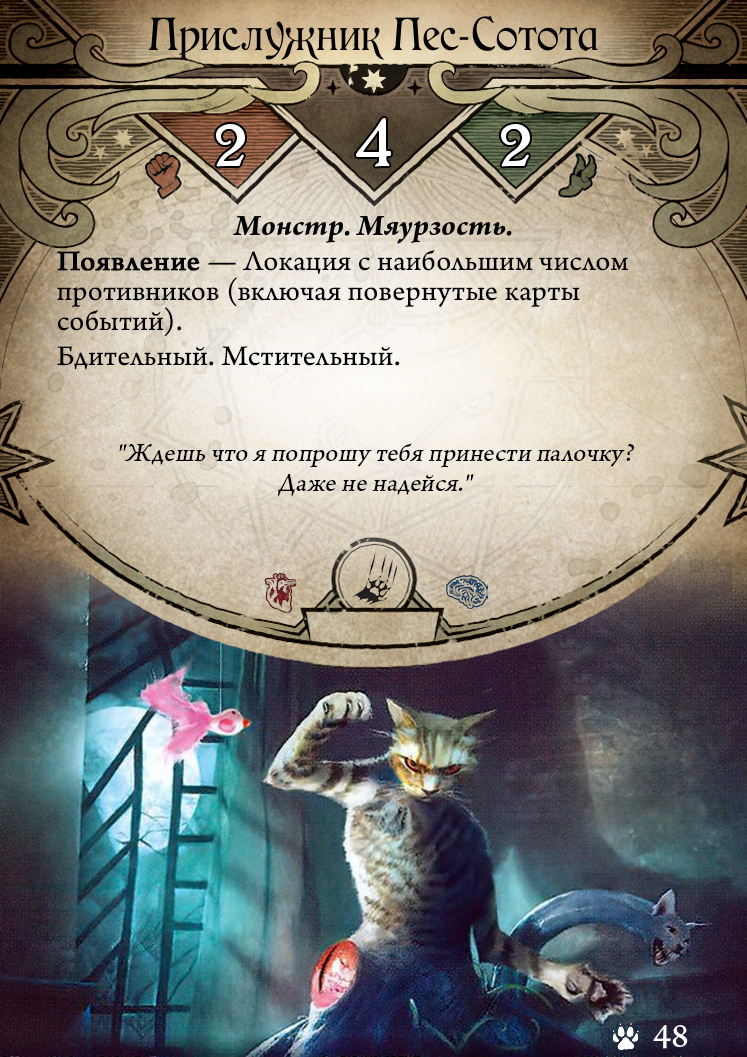 Прислужник Пес-Сотота
2 4 2
Монстр. Мяурзость.
Появление — Локация с наибольшим числом
противников (включая повернутые карты
событий).
Бдительный. Мстительный.
"Ждешь что я попрошу тебя принести палочку?
Даже не надейся."
48